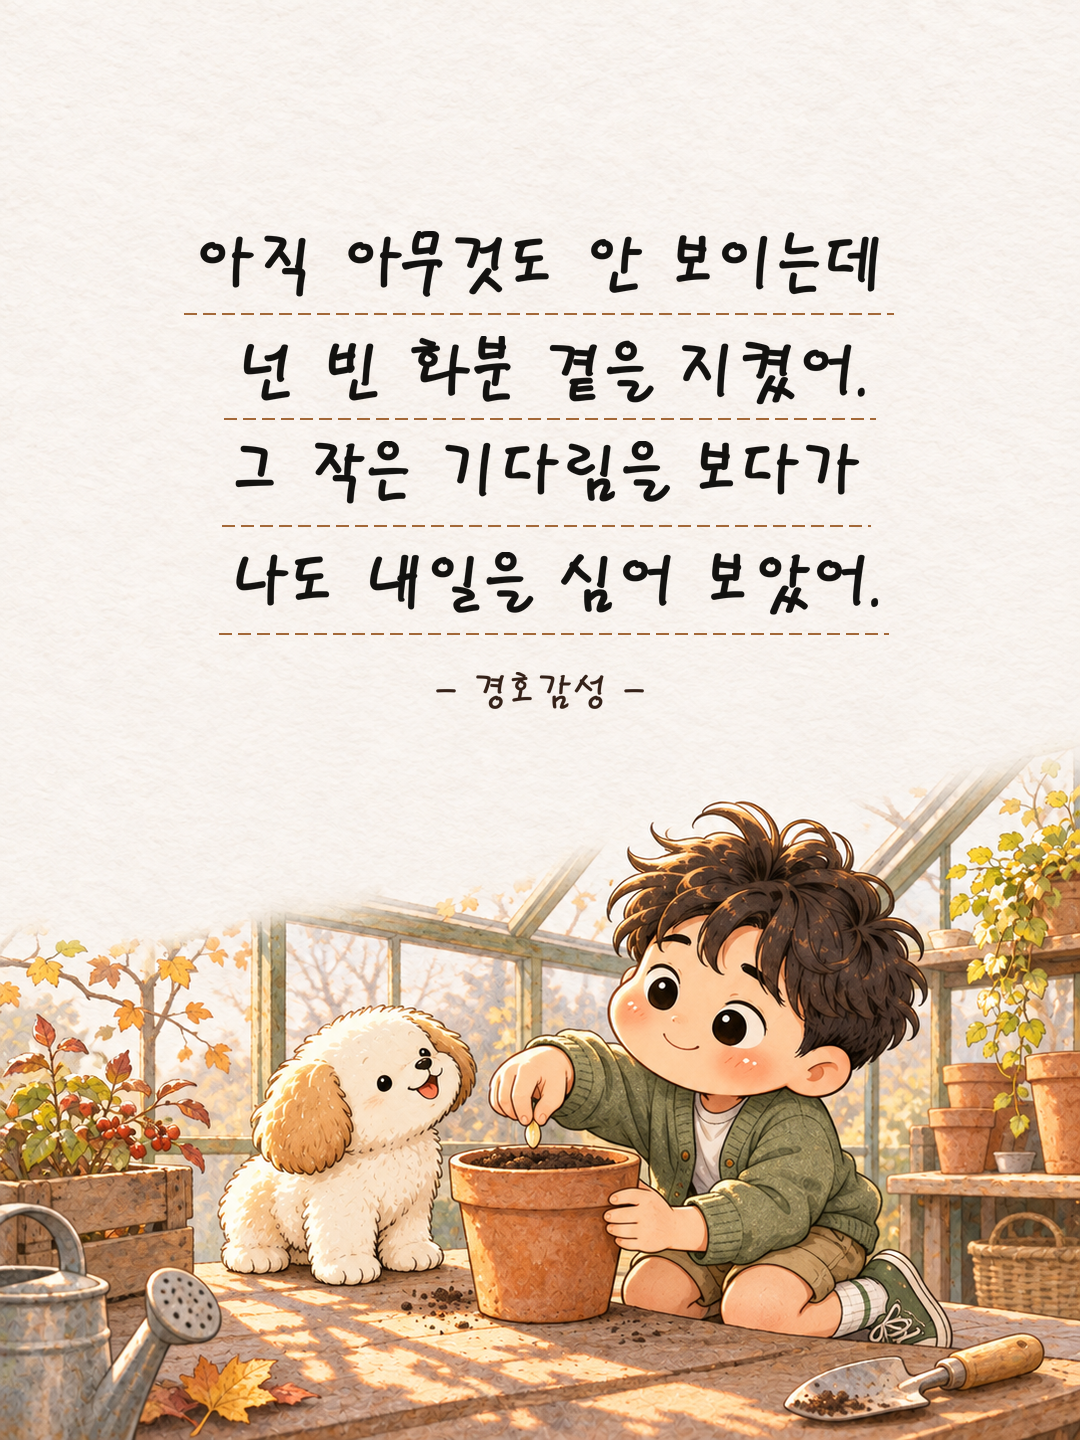 아직 아무것도 안 보이는데
넌 빈 화분 곁을 지켰어.
그 작은 기다림을 보다가
나도 내일을 심어 보았어.
- 경호감성 -